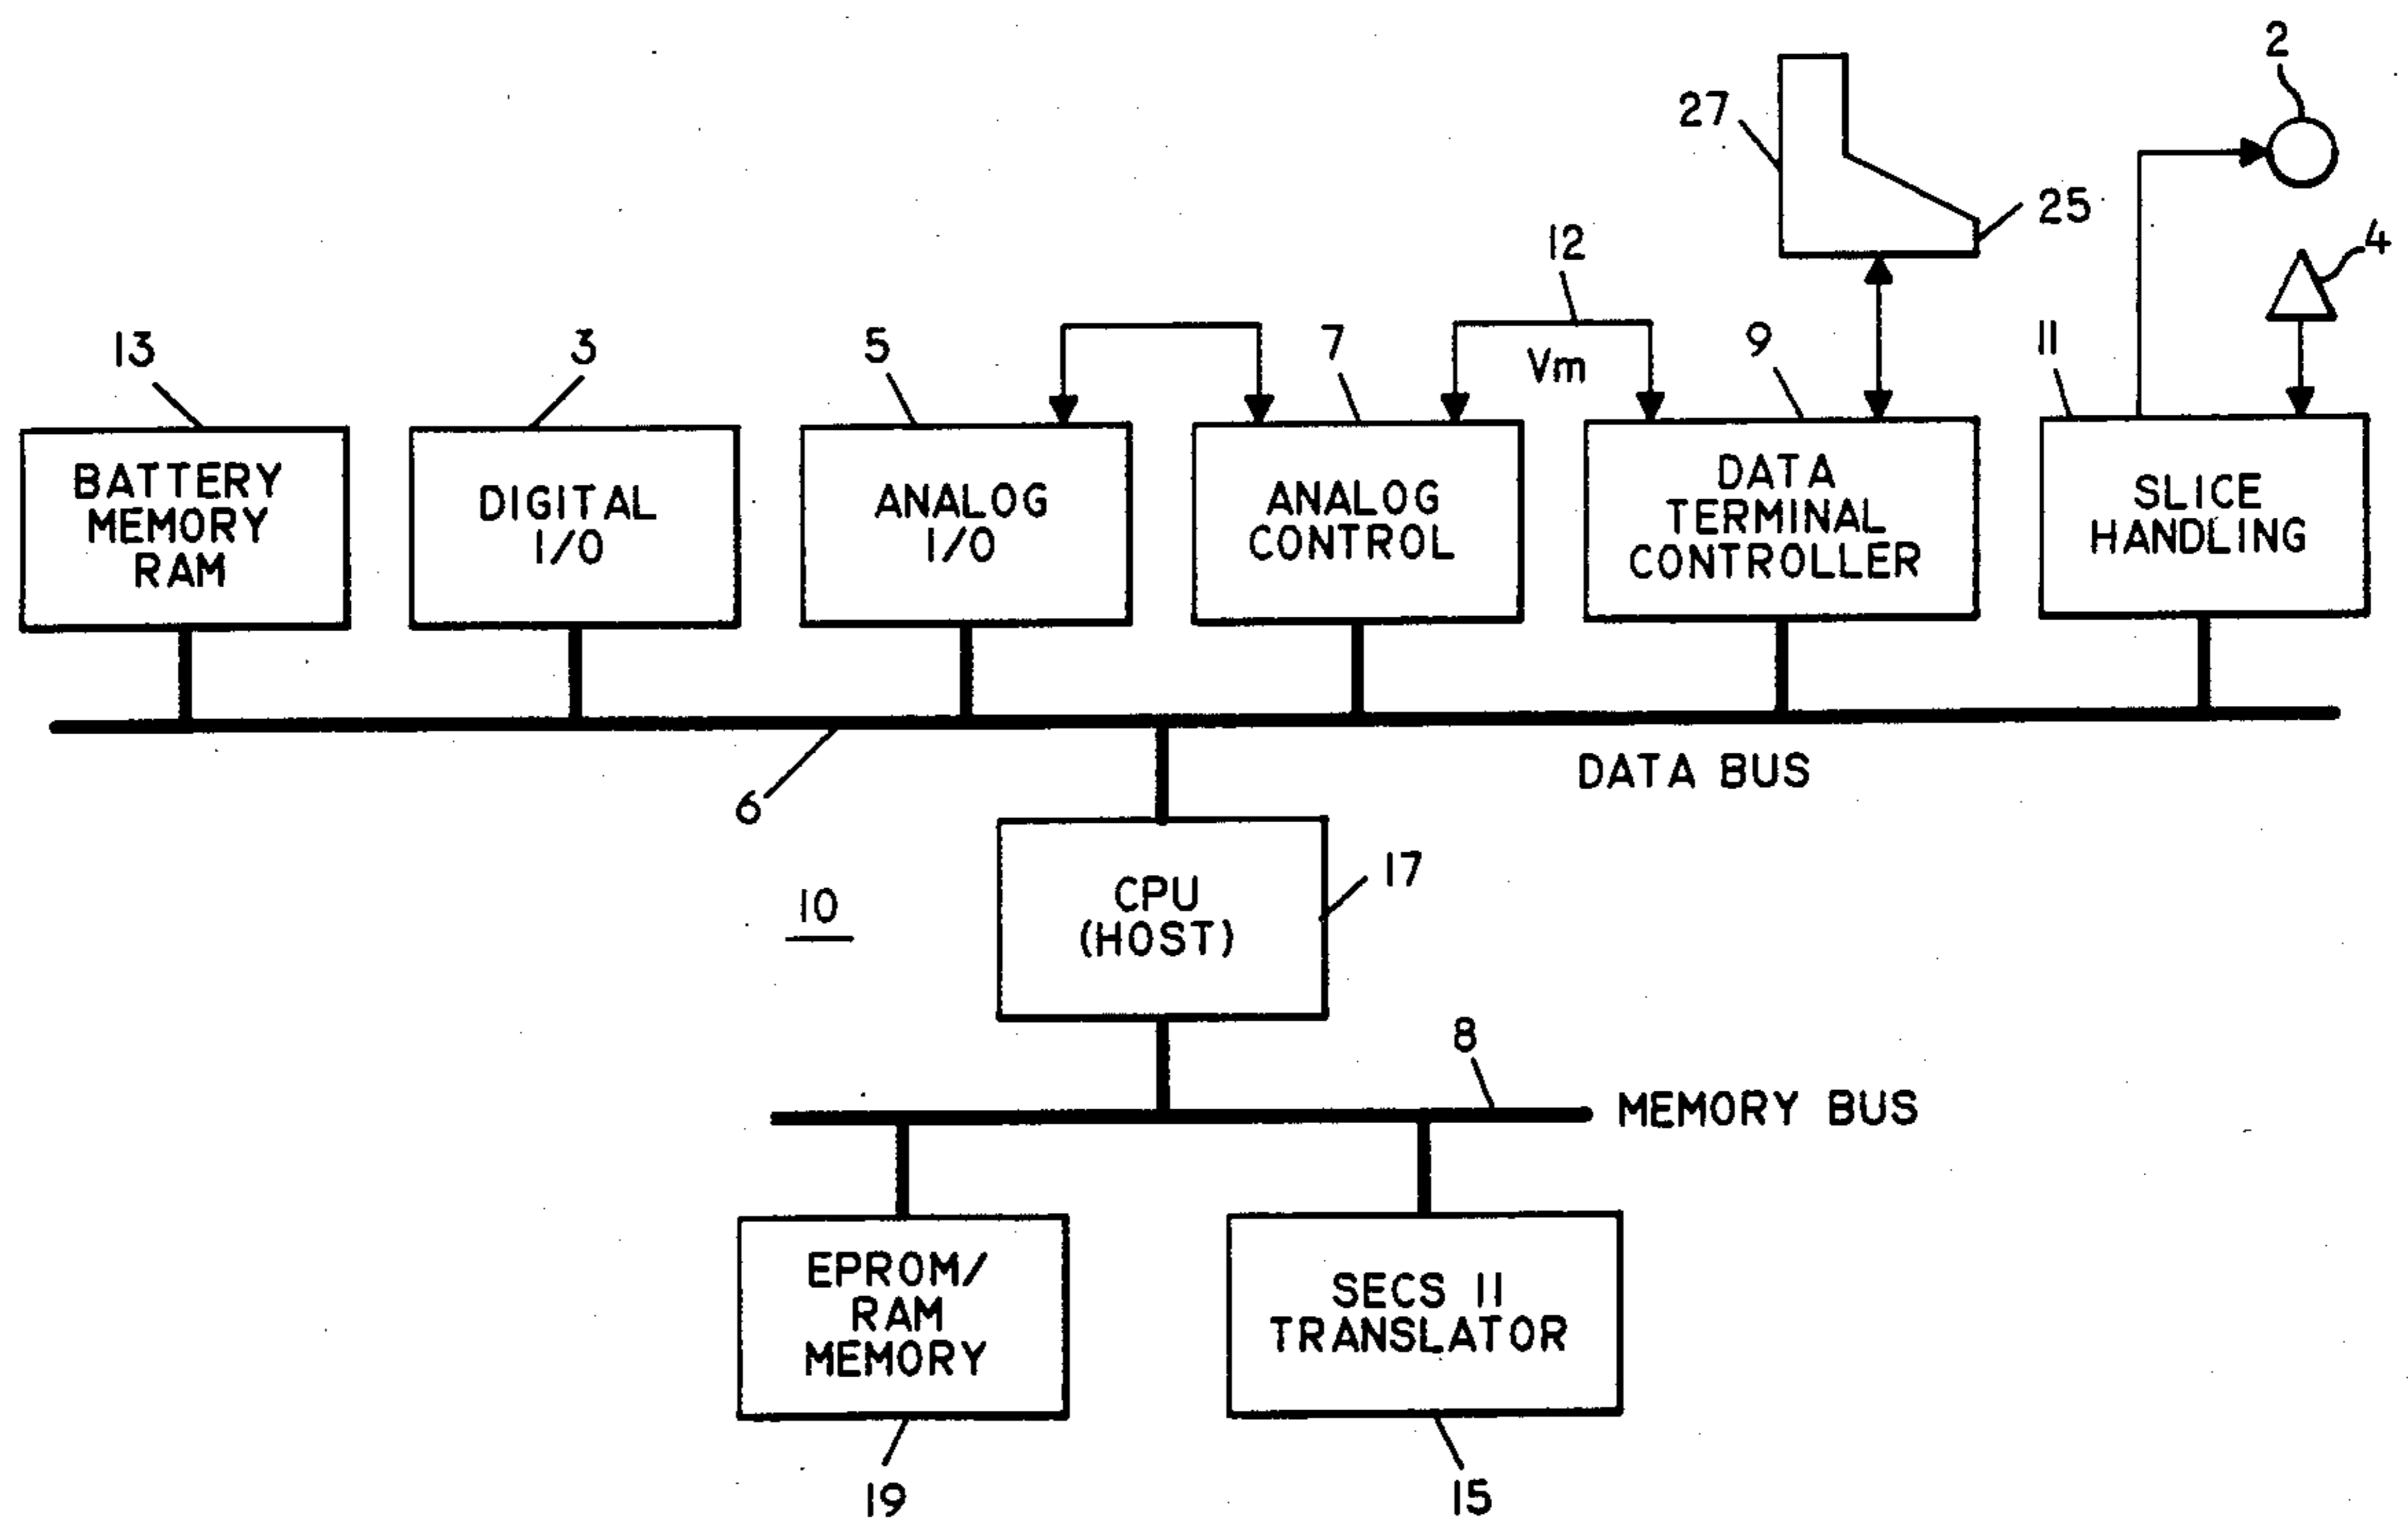 2
27
25
4
12
13
3
5
7
Vm
9
11
BATTERY
MEMORY
RAM
DIGITAL
I/O
ANALOG
I/O
ANALOG
CONTROL
DATA
TERMINAL
CONTROLLER
SLICE
HANDLING
6
DATA BUS
CPU
(HOST)
17
10
8
MEMORY BUS
EPROM/
RAM
MEMORY
SECS II
TRANSLATOR
19
15